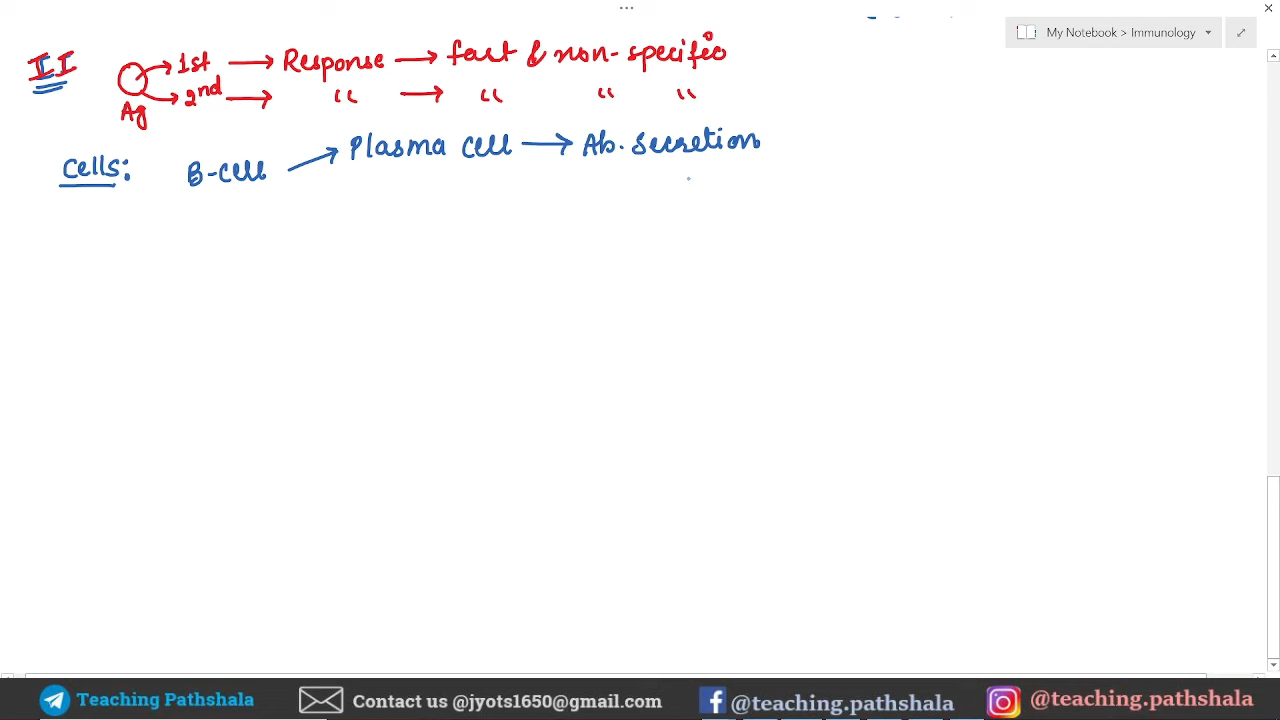 ...
My Notebook > Immunology
II Ag 1st → Response → fast & non-specific
2nd → " → " " "
Cells: B-cell → Plasma cell → Ab. Secretion
Teaching Pathshala Contact us @jyots1650@gmail.com @teaching.pathshala @teaching.pathshala